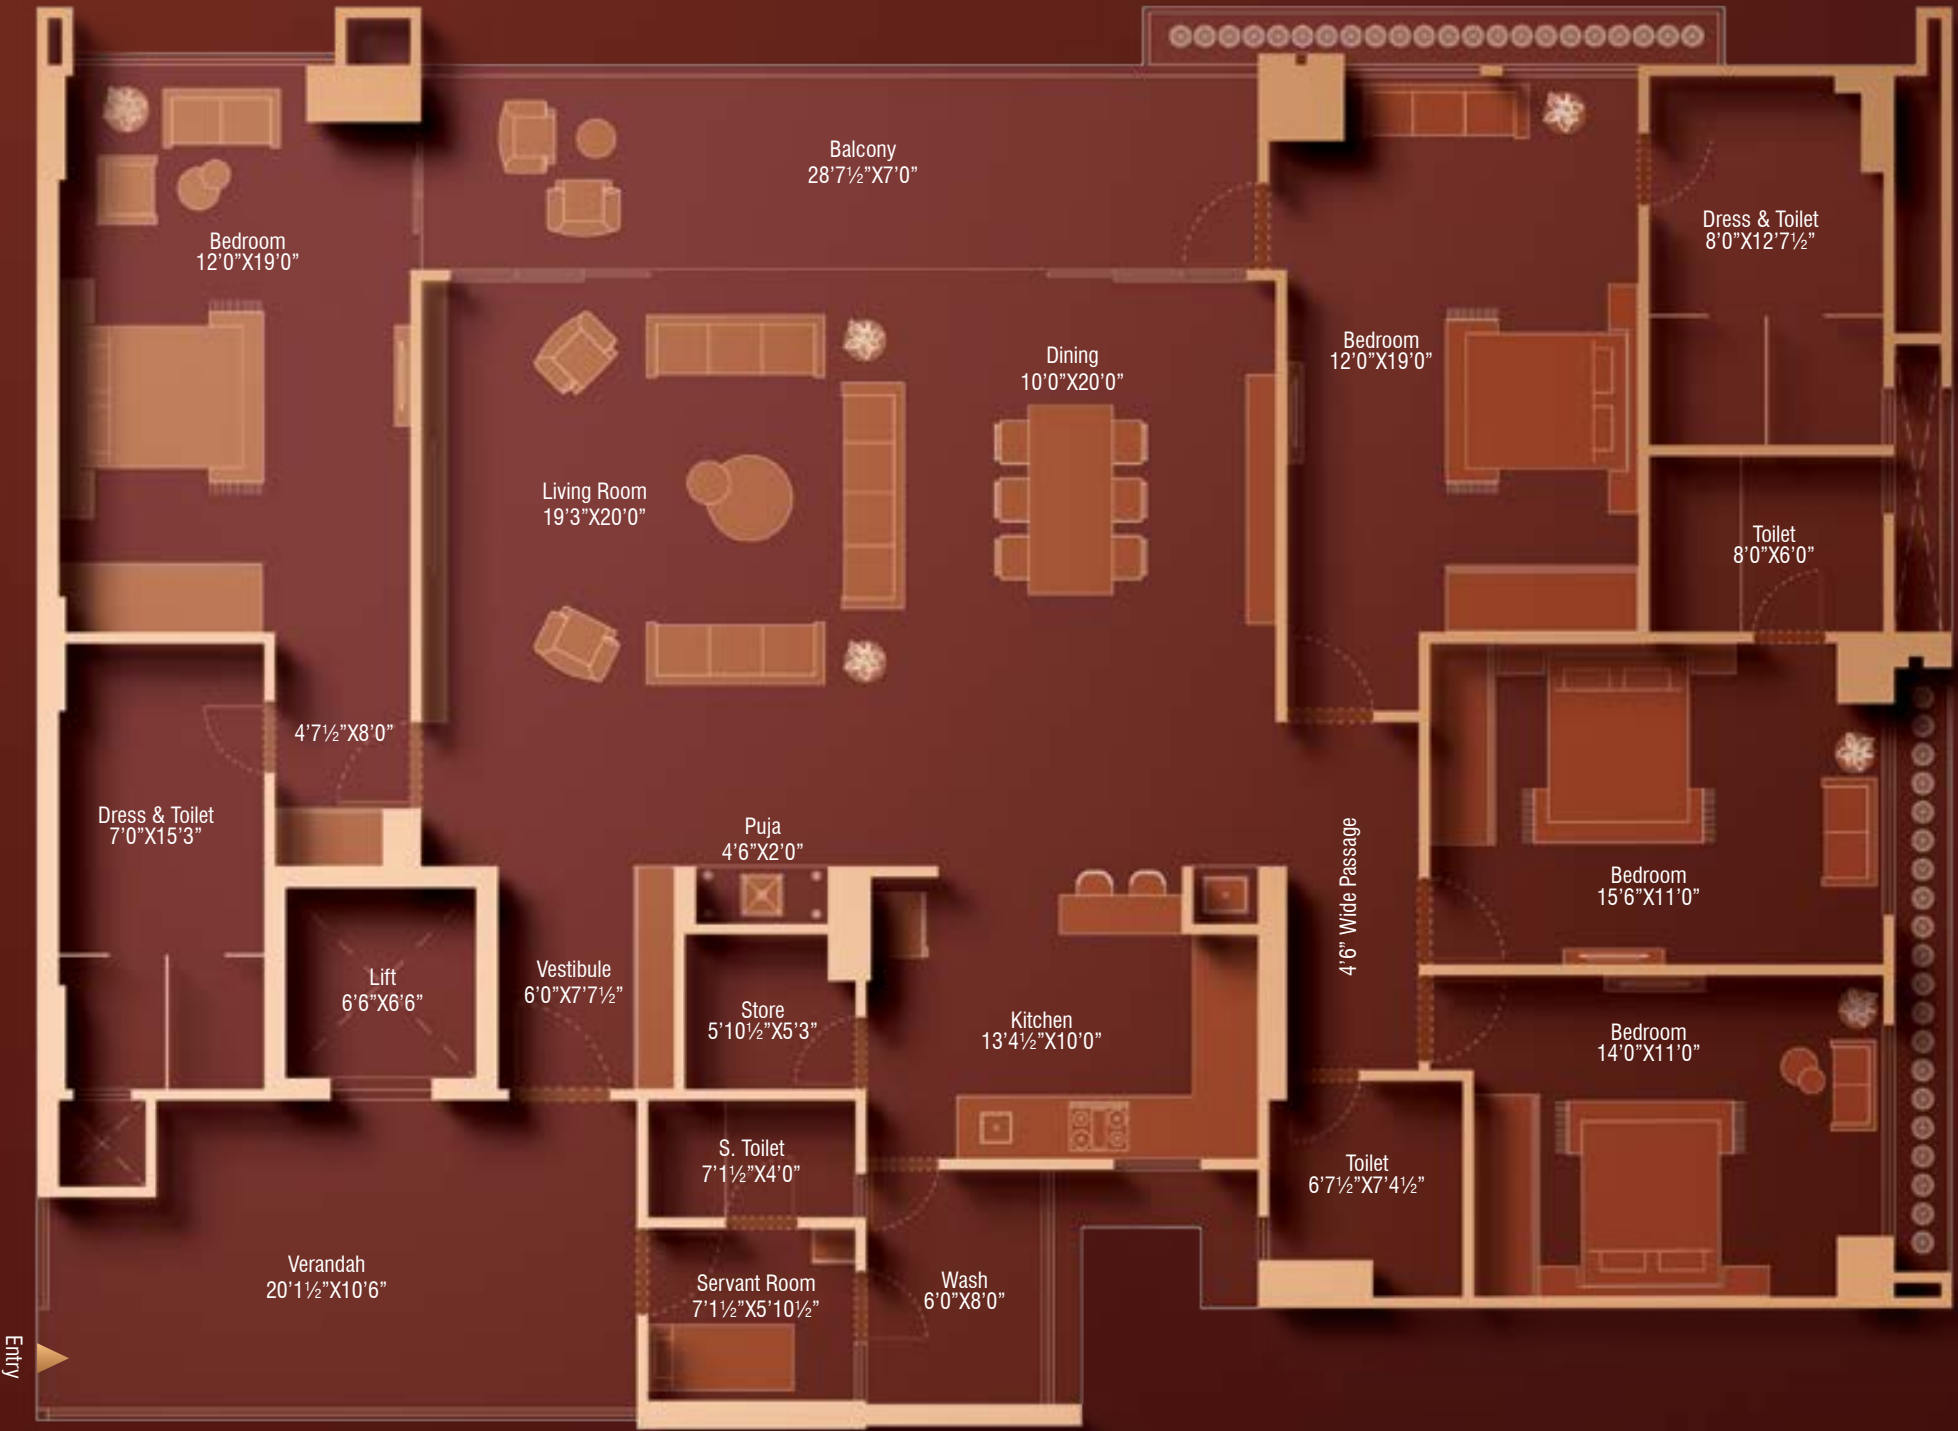 Balcony
28'7½"X7'0"
Bedroom
12'0"X19'0"
Dress & Toilet
8'0"X12'7½"
Bedroom
12'0"X19'0"
Dining
10'0"X20'0"
Living Room
19'3"X20'0"
Toilet
8'0"X6'0"
4'7½"X8'0"
Dress & Toilet
7'0"X15'3"
Puja
4'6"X2'0"
4'6" Wide Passage
Bedroom
15'6"X11'0"
Lift
6'6"X6'6"
Vestibule
6'0"X7'7½"
Store
5'10½"X5'3"
Kitchen
13'4½"X10'0"
Bedroom
14'0"X11'0"
S. Toilet
7'1½"X4'0"
Toilet
6'7½"X7'4½"
Verandah
20'1½"X10'6"
Servant Room
7'1½"X5'10½"
Wash
6'0"X8'0"
Entry